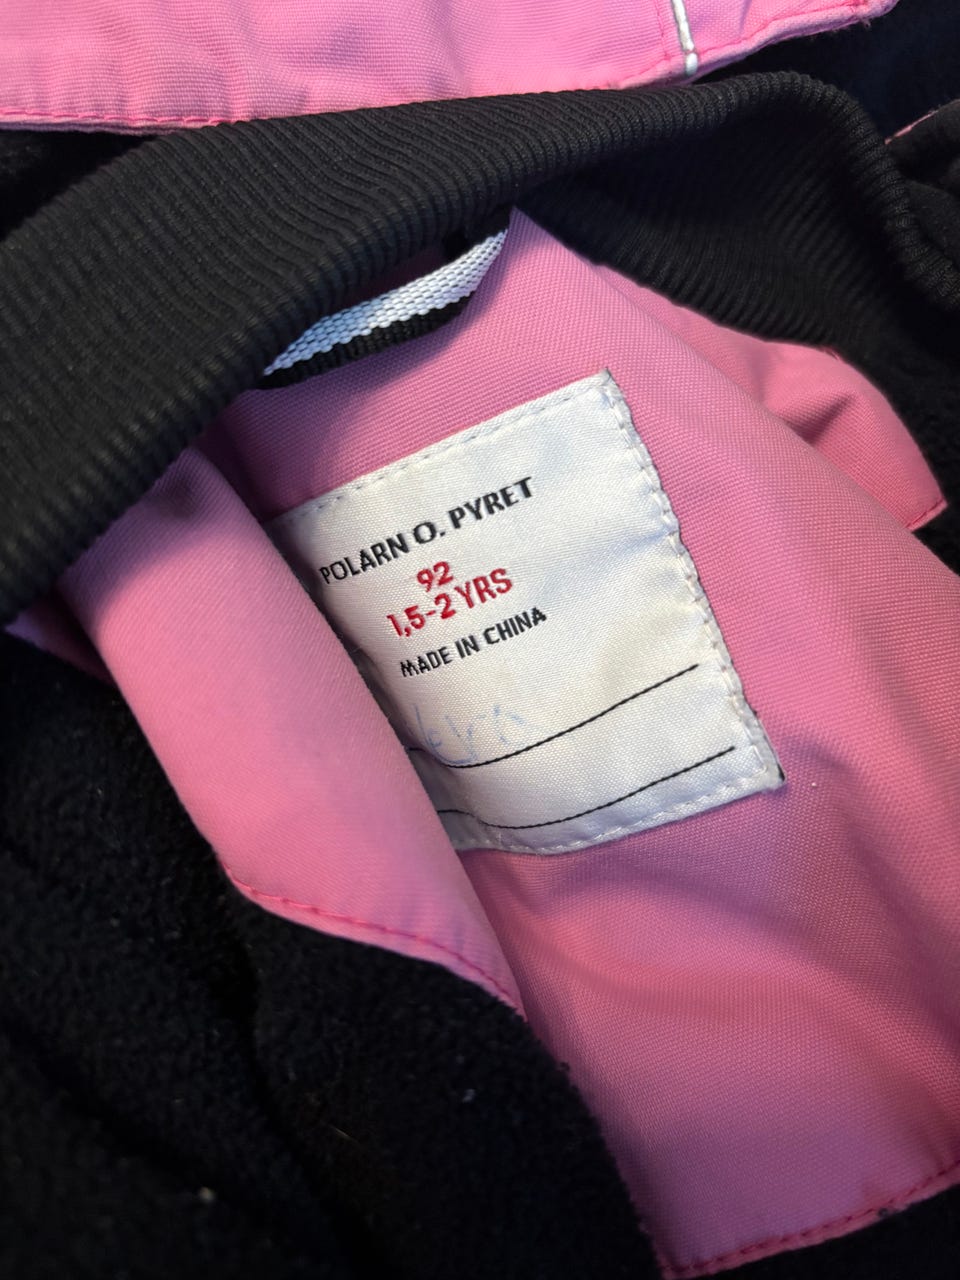 POLARN O. PYRET
92
1,5-2 YRS
MADE IN CHINA